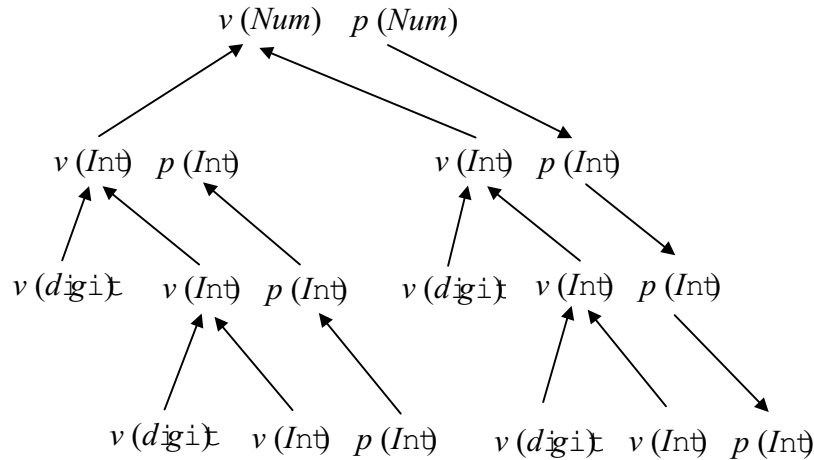 v (Num) p (Num)
v (Int) p (Int) v (Int) p (Int)
v (digit) v (Int) p (Int) v (digit) v (Int) p (Int)
v (digit) v (Int) p (Int) v (digit) v (Int) p (Int)